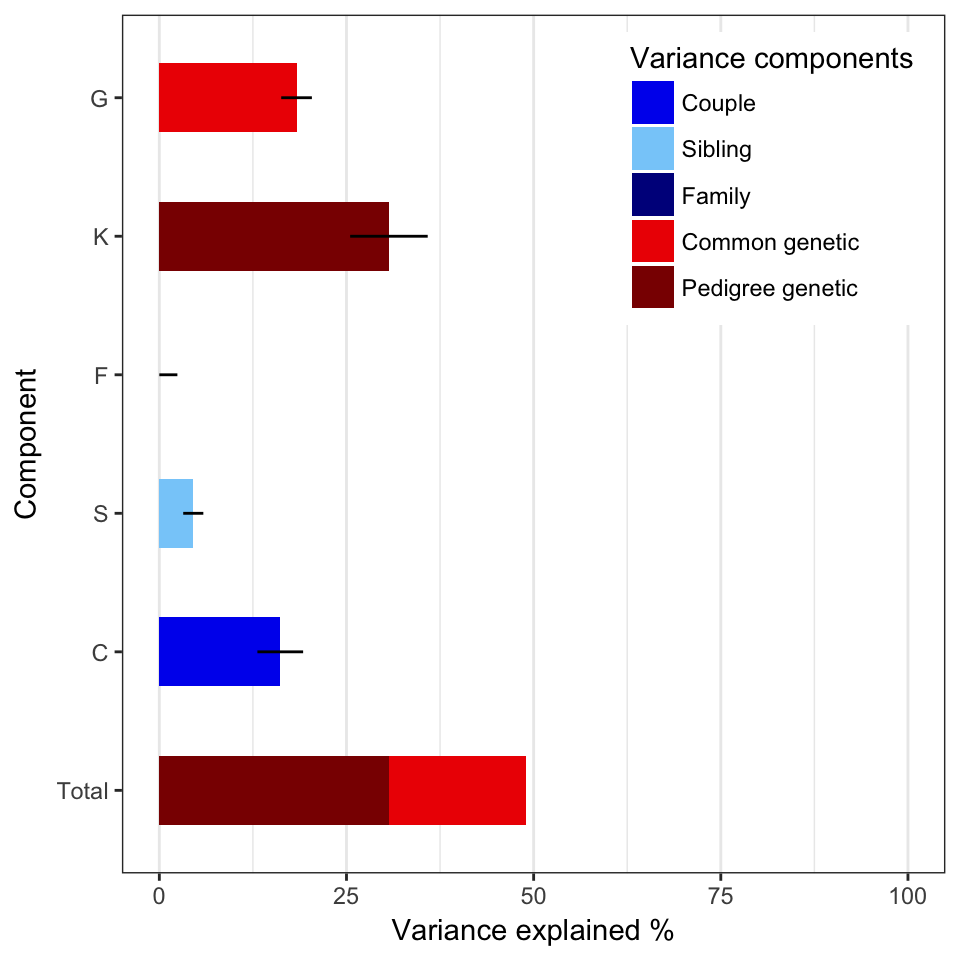 Variance components
Couple
Sibling
Family
Common genetic
Pedigree genetic
Component
G
K
F
S
C
Total
0 25 50 75 100
Variance explained %